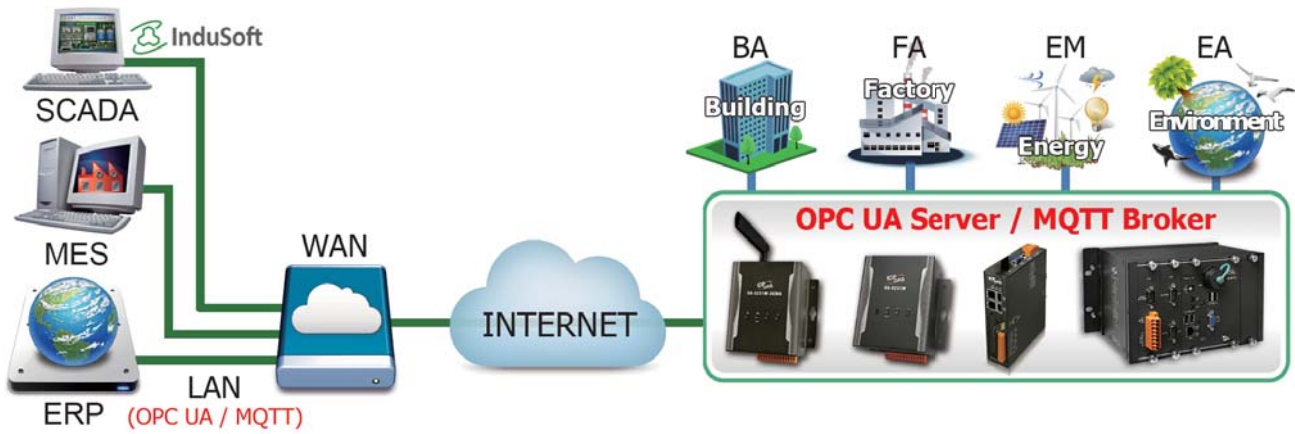 InduSoft
SCADA
MES
ERP
LAN
(OPC UA / MQTT)
WAN
INTERNET
BA
Building
FA
Factory
EM
Energy
EA
Environment
OPC UA Server / MQTT Broker